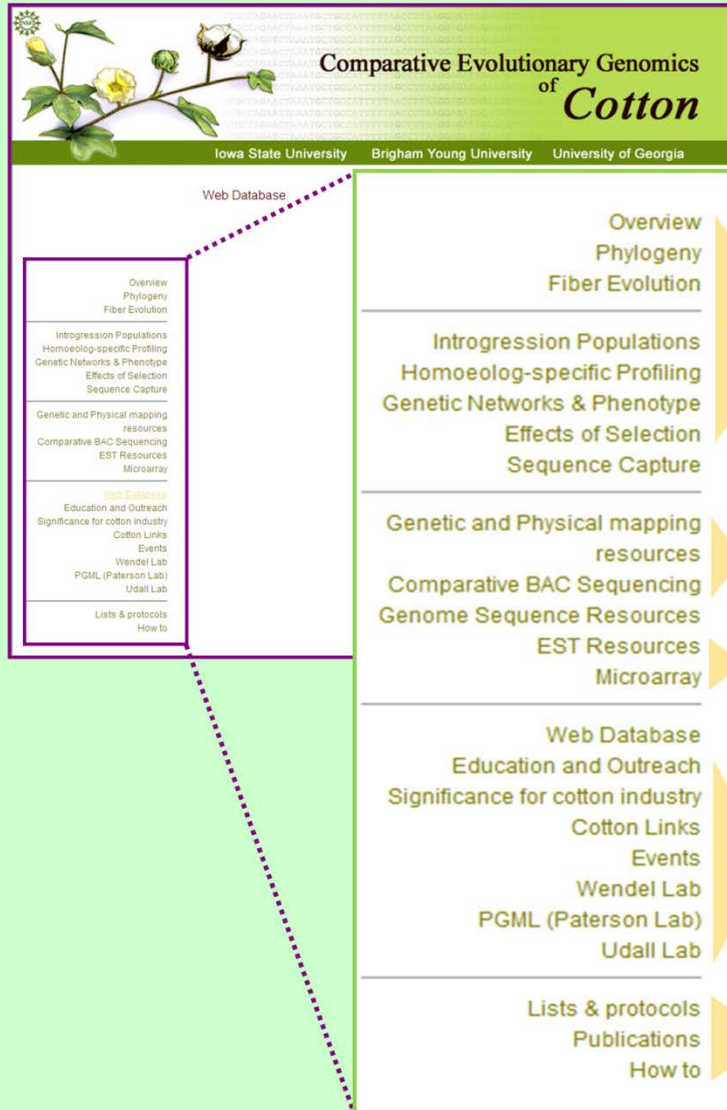 NSF
Comparative Evolutionary Genomics
of
Cotton
Iowa State University Brigham Young University University of Georgia
Web Database
Overview
Phylogeny
Fiber Evolution
Introgression Populations
Homoeolog-specific Profiling
Genetic Networks & Phenotype
Effects of Selection
Sequence Capture
Genetic and Physical mapping
resources
Comparative BAC Sequencing
EST Resources
Microarray
Web Database
Education and Outreach
Significance for cotton industry
Cotton Links
Events
Wendel Lab
PGML (Paterson Lab)
Udall Lab
Lists & protocols
How to
Overview
Phylogeny
Fiber Evolution
Introgression Populations
Homoeolog-specific Profiling
Genetic Networks & Phenotype
Effects of Selection
Sequence Capture
Genetic and Physical mapping
resources
Comparative BAC Sequencing
Genome Sequence Resources
EST Resources
Microarray
Web Database
Education and Outreach
Significance for cotton industry
Cotton Links
Events
Wendel Lab
PGML (Paterson Lab)
Udall Lab
Lists & protocols
Publications
How to